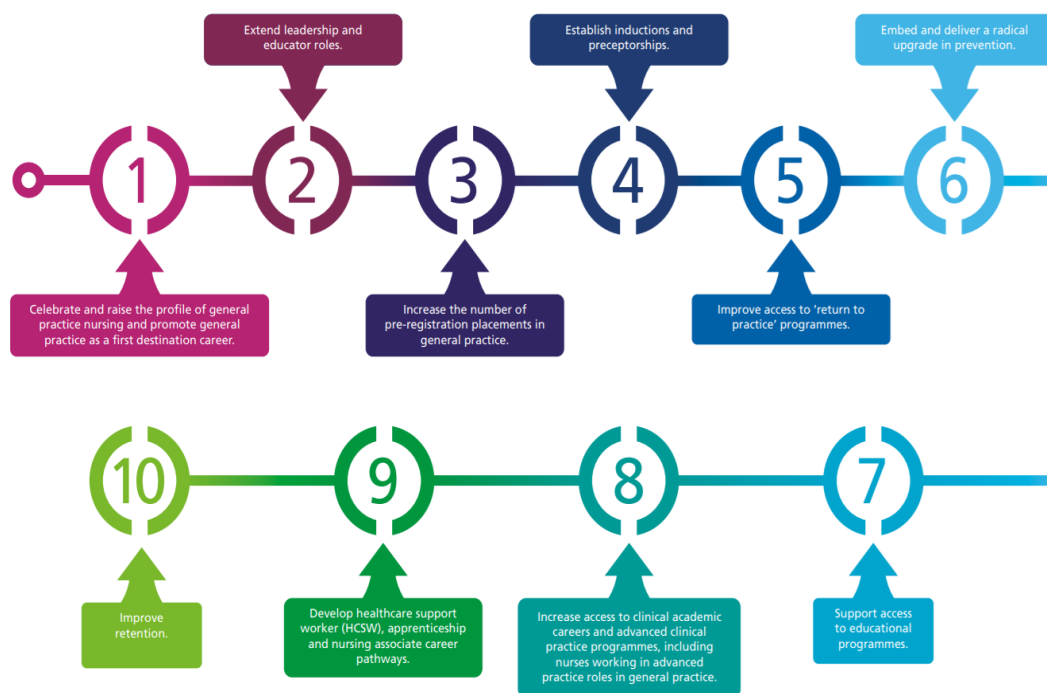 Extend leadership and
educator roles.
Establish inductions and
preceptorships.
Embed and deliver a radical
upgrade in prevention.
1
2
3
4
5
6
Celebrate and raise the profile of general
practice nursing and promote general
practice as a first destination career.
Increase the number of
pre-registration placements in
general practice.
Improve access to ‘return to
practice’ programmes.
10
9
8
7
Improve
retention.
Develop healthcare support
worker (HCSW), apprenticeship
and nursing associate career
pathways.
Increase access to clinical academic
careers and advanced clinical
practice programmes, including
nurses working in advanced
practice roles in general practice.
Support access
to educational
programmes.